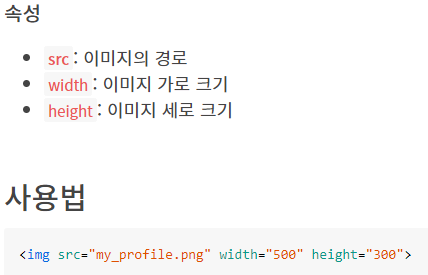 속성
src : 이미지의 경로
width : 이미지 가로 크기
height : 이미지 세로 크기
사용법
<img src="my_profile.png" width="500" height="300">